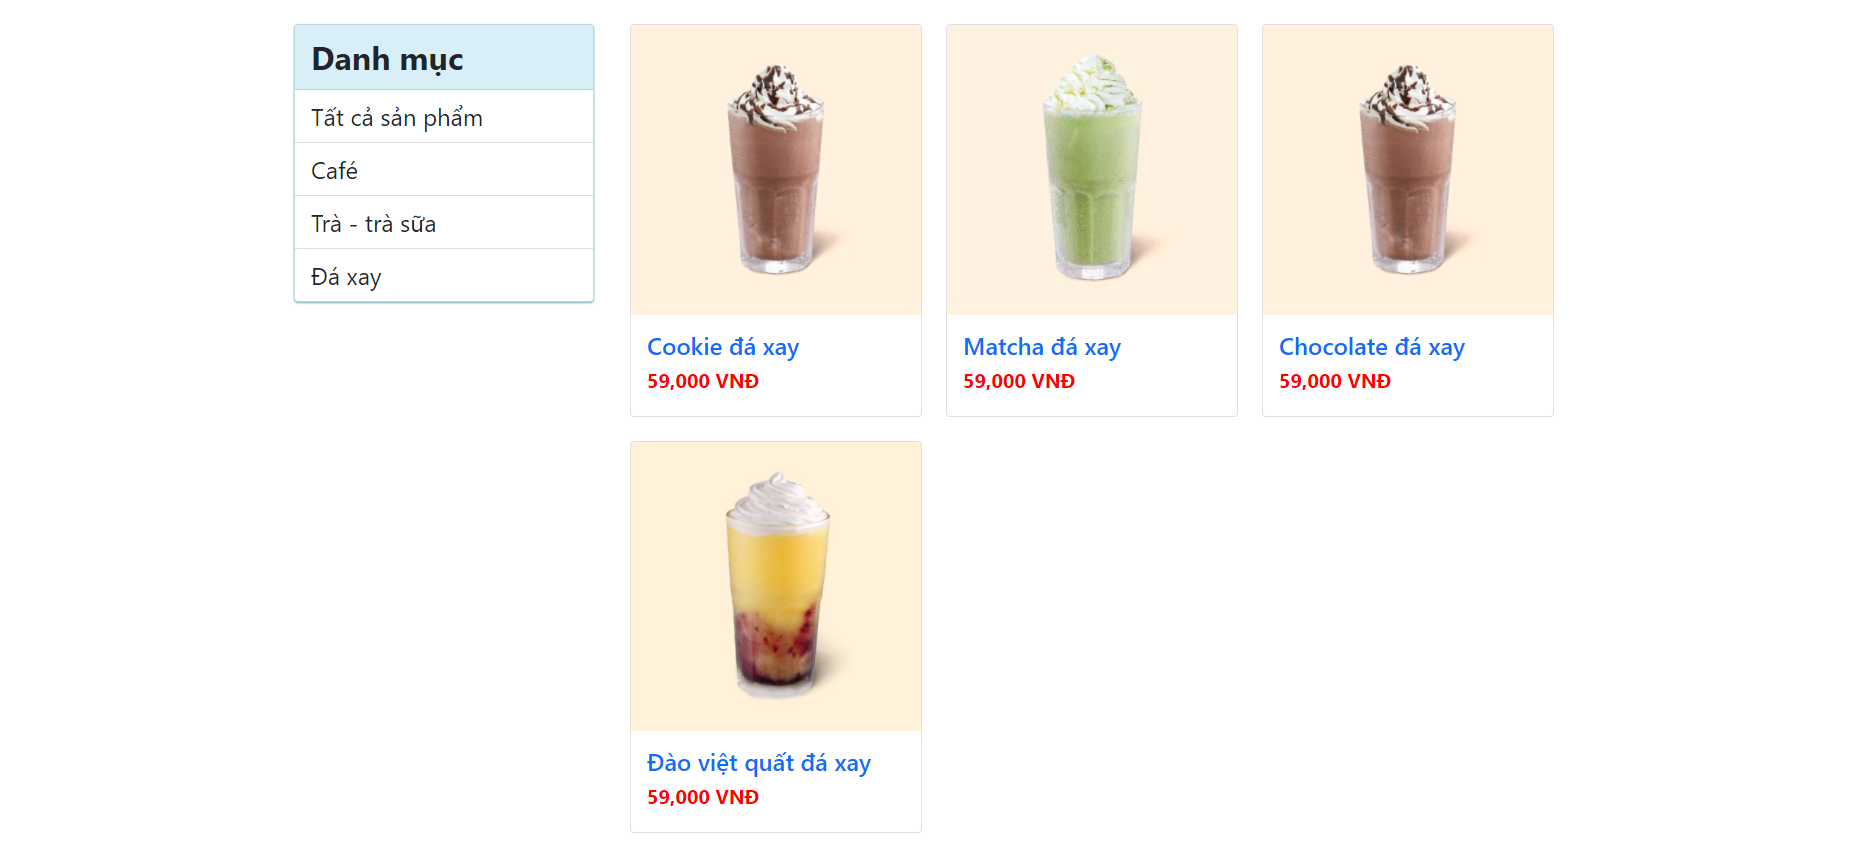 Danh mục
Tất cả sản phẩm
Café
Trà - trà sữa
Đá xay
Cookie đá xay
59,000 VNĐ
Matcha đá xay
59,000 VNĐ
Chocolate đá xay
59,000 VNĐ
Đào việt quất đá xay
59,000 VNĐ